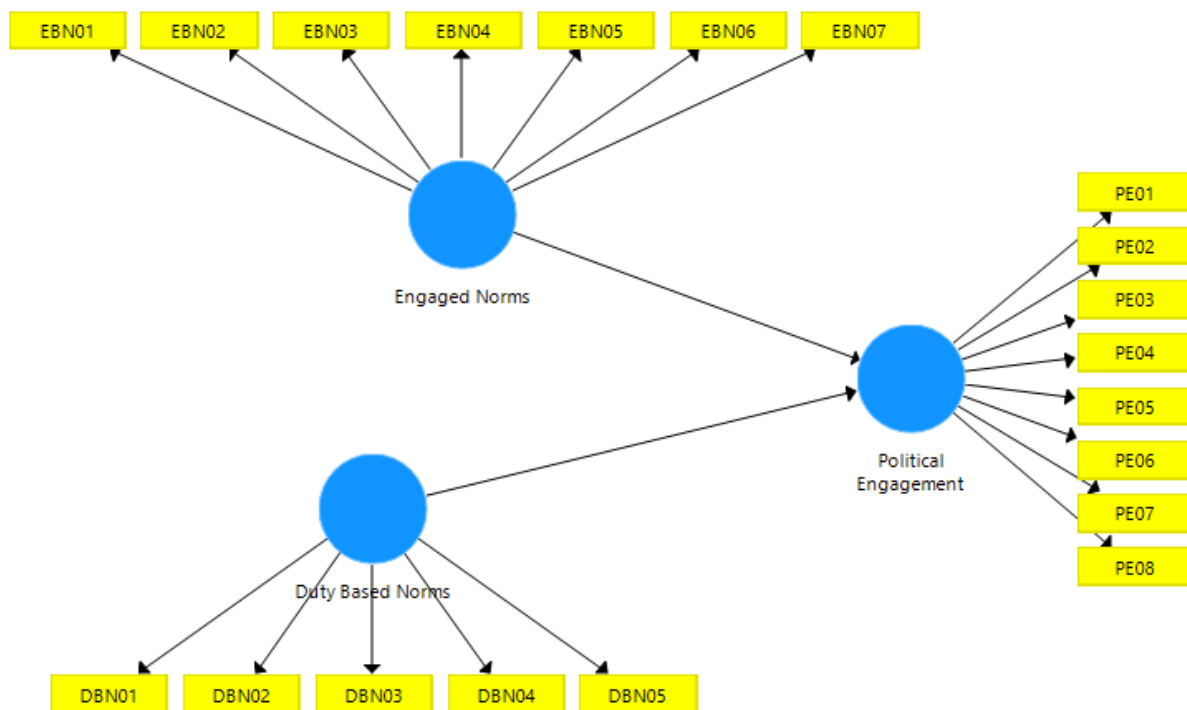 EBN01
EBN02
EBN03
EBN04
EBN05
EBN06
EBN07
Engaged Norms
PE01
PE02
PE03
PE04
PE05
PE06
PE07
PE08
Political
Engagement
Duty Based Norms
DBN01
DBN02
DBN03
DBN04
DBN05